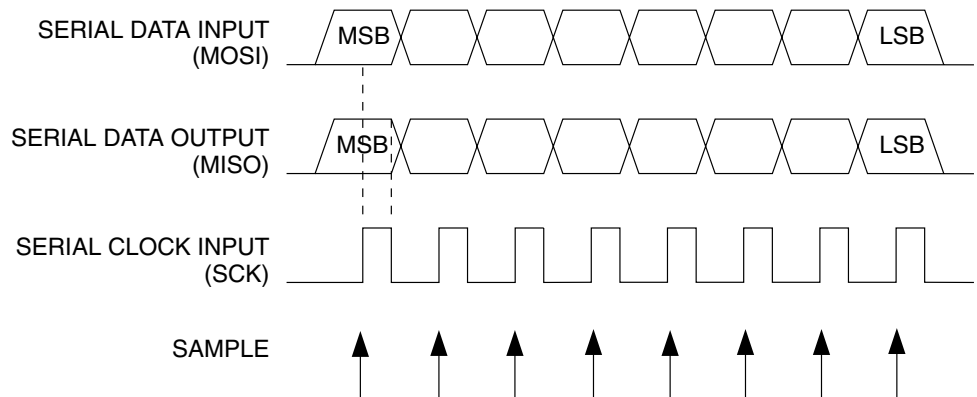 SERIAL DATA INPUT
(MOSI)
MSB
LSB
SERIAL DATA OUTPUT
(MISO)
MSB
LSB
SERIAL CLOCK INPUT
(SCK)
SAMPLE